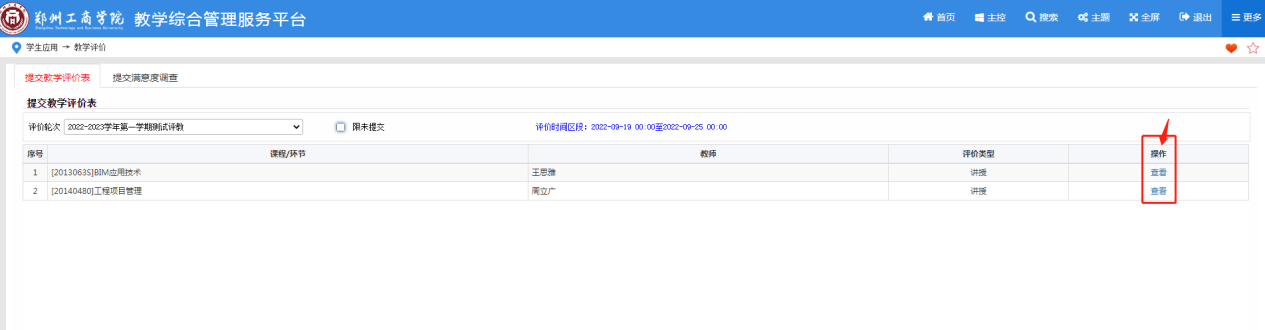 郑州工商学院 教学综合管理服务平台 首页 主控 搜索 主题 全屏 退出 更多
学生应用 → 教学评价
提交教学评价表 提交满意度调查
提交教学评价表
评价轮次 2022-2023学年第一学期测试评教 限未提交 评价时间区段：2022-09-19 00:00至2022-09-25 00:00
序号 课程/环节 教师 评价类型 操作
1 [2013063S]BIM应用技术 王思雅 讲授 查看
2 [20140480]工程项目管理 周立广 讲授 查看